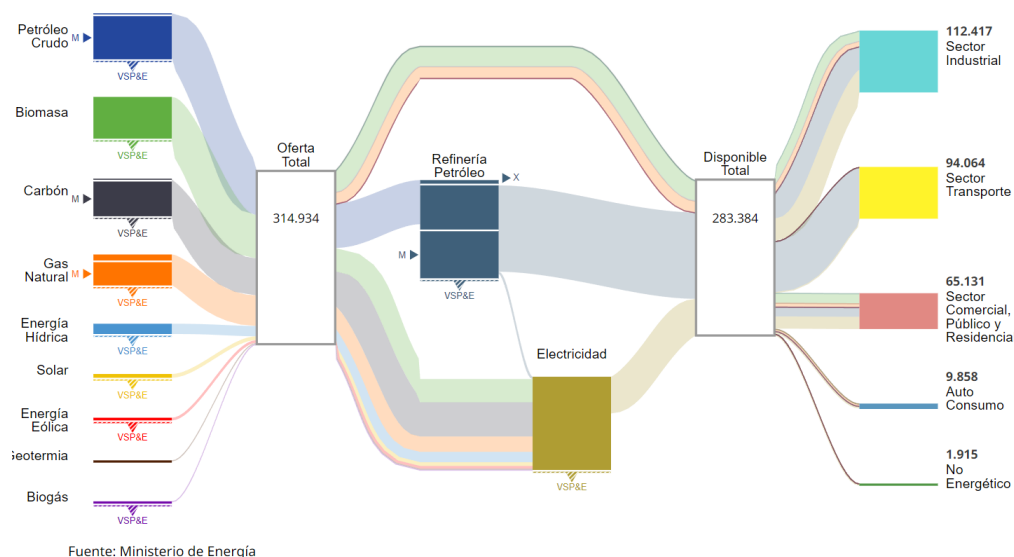 Petróleo
Crudo
M
VSP&E
Biomasa
VSP&E
Carbón
M
VSP&E
Gas
Natural
M
VSP&E
Energía
Hídrica
VSP&E
Solar
VSP&E
Energía
Eólica
VSP&E
Geotermia
Biogás
VSP&E
Oferta
Total
314.934
Refinería
Petróleo
X
M
VSP&E
Electricidad
VSP&E
Disponible
Total
283.384
112.417
Sector
Industrial
94.064
Sector
Transporte
65.131
Sector
Comercial,
Público y
Residencia
9.858
Auto
Consumo
1.915
No
Energético
Fuente: Ministerio de Energía